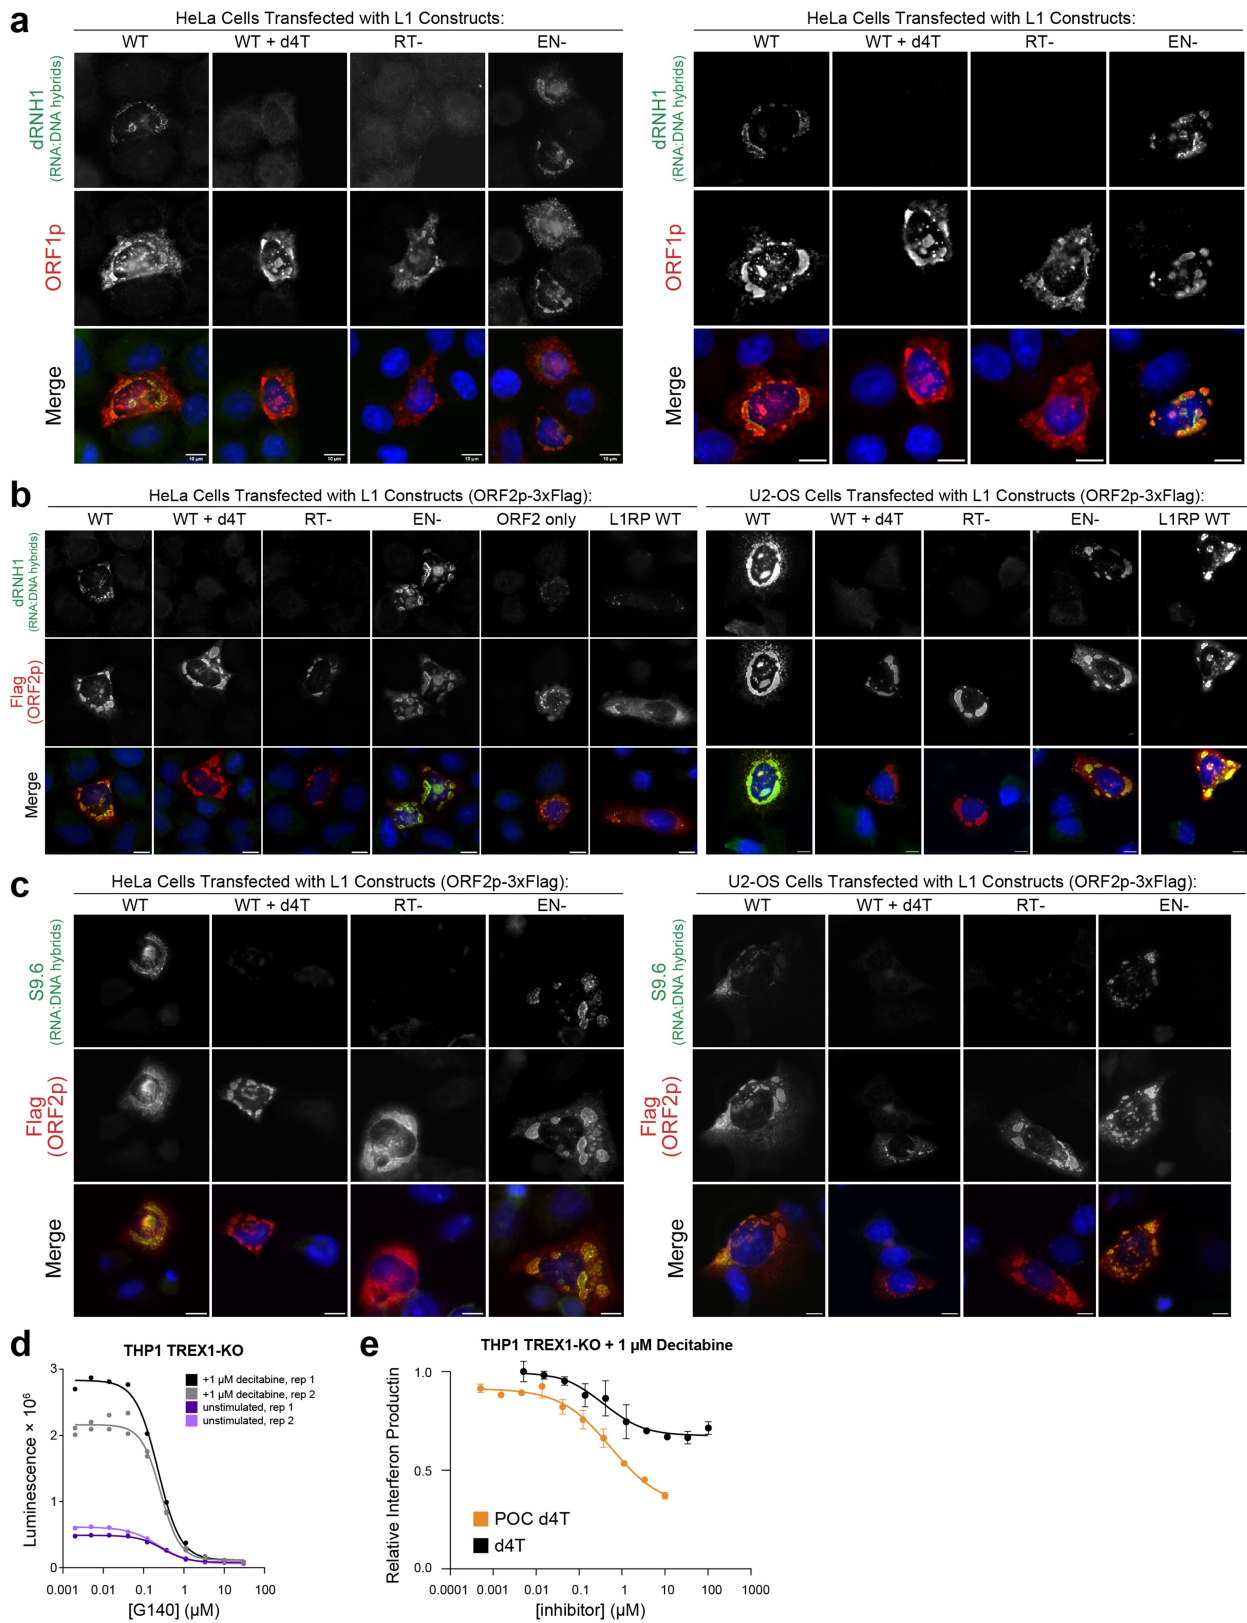 a
HeLa Cells Transfected with L1 Constructs:
WT WT + d4T RT- EN-
dRNH1
(RNA:DNA hybrids)
ORF1p
Merge
10 µm 10 µm 10 µm 10 µm
HeLa Cells Transfected with L1 Constructs:
WT WT + d4T RT- EN-
dRNH1
(RNA:DNA hybrids)
ORF1p
Merge
b
HeLa Cells Transfected with L1 Constructs (ORF2p-3xFlag):
WT WT + d4T RT- EN- ORF2 only L1RP WT
dRNH1
(RNA:DNA hybrids)
Flag
(ORF2p)
Merge
U2-OS Cells Transfected with L1 Constructs (ORF2p-3xFlag):
WT WT + d4T RT- EN- L1RP WT
c
HeLa Cells Transfected with L1 Constructs (ORF2p-3xFlag):
WT WT + d4T RT- EN-
S9.6
(RNA:DNA hybrids)
Flag
(ORF2p)
Merge
U2-OS Cells Transfected with L1 Constructs (ORF2p-3xFlag):
WT WT + d4T RT- EN-
S9.6
(RNA:DNA hybrids)
Flag
(ORF2p)
Merge
d
THP1 TREX1-KO
+1 µM decitabine, rep 1
+1 µM decitabine, rep 2
unstimulated, rep 1
unstimulated, rep 2
Luminescence × 10⁶
3
2
1
0
0.001 0.01 0.1 1 10 100
[G140] (µM)
e
THP1 TREX1-KO + 1 µM Decitabine
Relative Interferon Productin
1.0
0.5
0.0
POC d4T
d4T
0.0001 0.001 0.01 0.1 1 10 100 1000
[inhibitor] (µM)